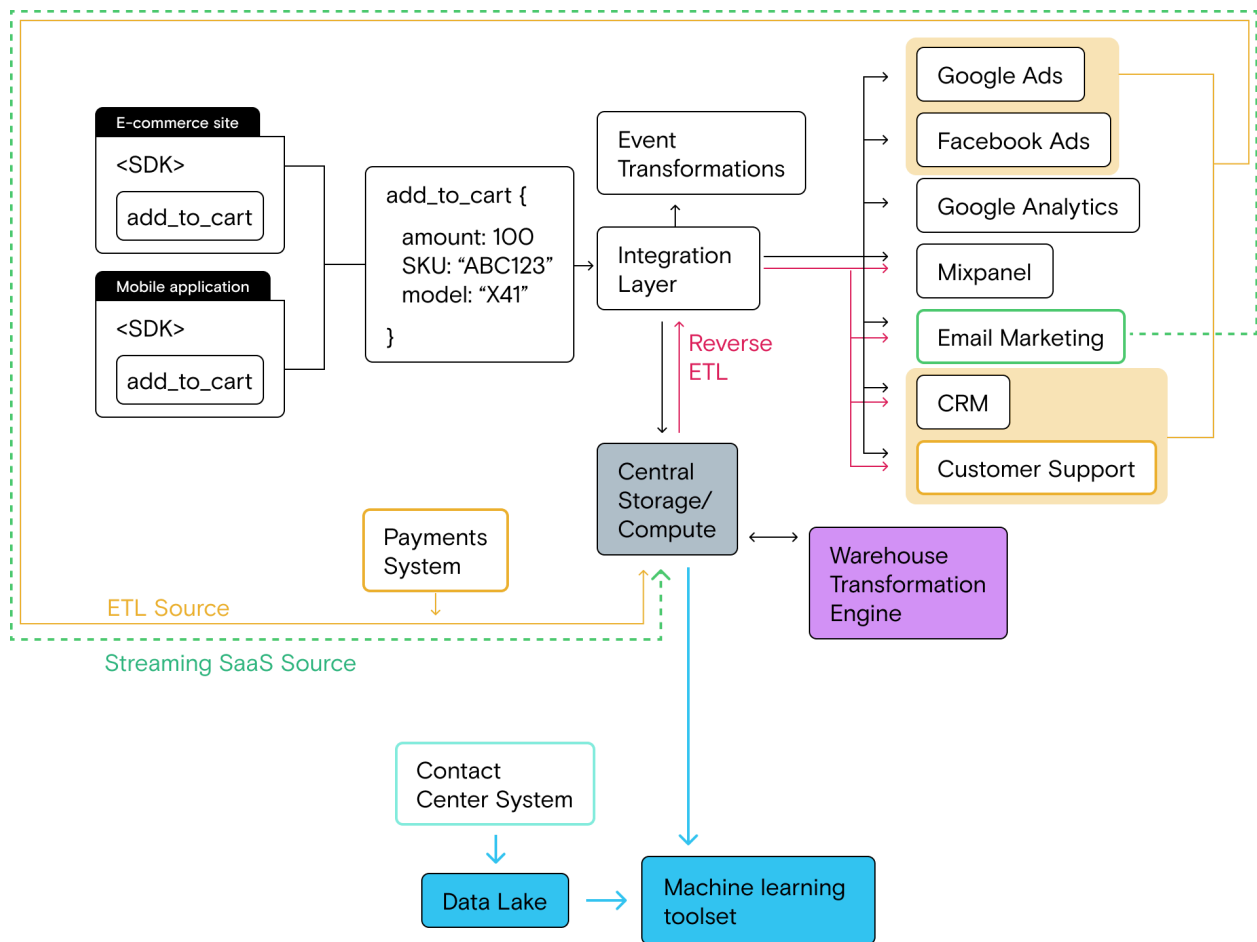 E-commerce site
<SDK>
add_to_cart
Mobile application
<SDK>
add_to_cart
add_to_cart {
amount: 100
SKU: “ABC123”
model: “X41”
}
Event
Transformations
Integration
Layer
Reverse
ETL
Google Ads
Facebook Ads
Google Analytics
Mixpanel
Email Marketing
CRM
Customer Support
Central
Storage/
Compute
Warehouse
Transformation
Engine
Payments
System
ETL Source
Streaming SaaS Source
Contact
Center System
Data Lake
Machine learning
toolset